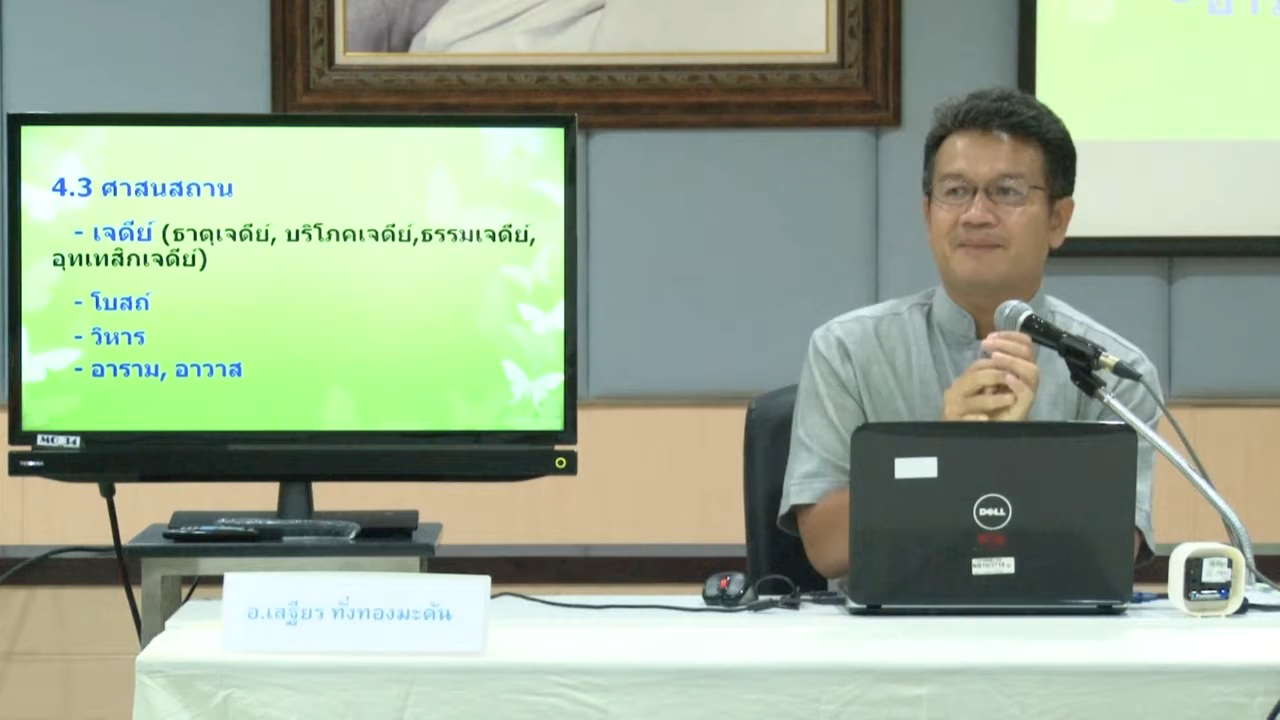 4.3 ศาสนสถาน
- เจดีย์ (ธาตุเจดีย์, บริโภคเจดีย์,ธรรมเจดีย์,
อุทเทสิกเจดีย์)
- โบสถ์
- วิหาร
- อาราม, อาวาส
TOSHIBA
อ.เสฐียร ทั่งทองมะดัน
DELL